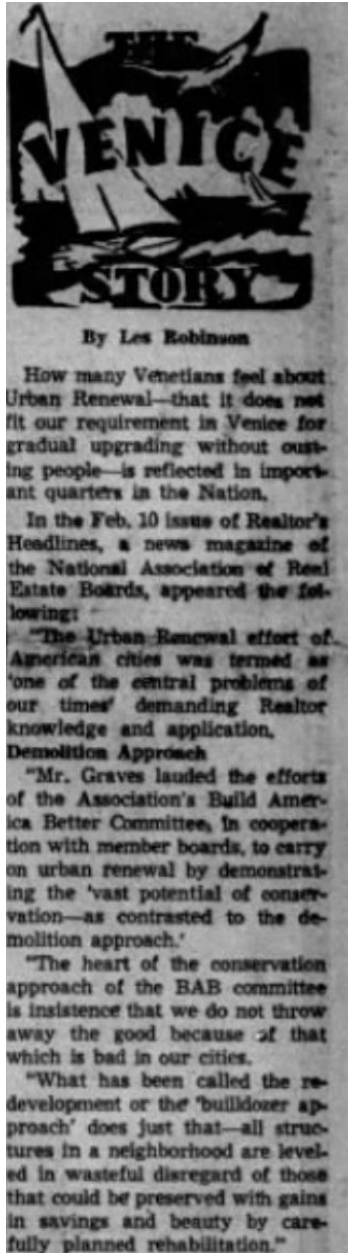 THE
VENICE
STORY
By Les Robinson
How many Venetians feel about
Urban Renewal—that it does not
fit our requirement in Venice for
gradual upgrading without oust-
ing people—is reflected in import-
ant quarters in the Nation.
In the Feb. 10 issue of Realtor's
Headlines, a news magazine of
the National Association of Real
Estate Boards, appeared the fol-
lowing:
"The Urban Renewal effort of
American cities was termed as
'one of the central problems of
our times' demanding Realtor
knowledge and application.
Demolition Approach
"Mr. Graves lauded the efforts
of the Association's Build Amer-
ica Better Committee, in coopera-
tion with member boards, to carry
on urban renewal by demonstrat-
ing the 'vast potential of conser-
vation—as contrasted to the de-
molition approach.'
"The heart of the conservation
approach of the BAB committee
is insistence that we do not throw
away the good because of that
which is bad in our cities.
"What has been called the re-
development or the 'buildozer ap-
proach' does just that—all struc-
tures in a neighborhood are level-
ed in wasteful disregard of those
that could be preserved with gains
in savings and beauty by care-
fully planned rehabilitation."